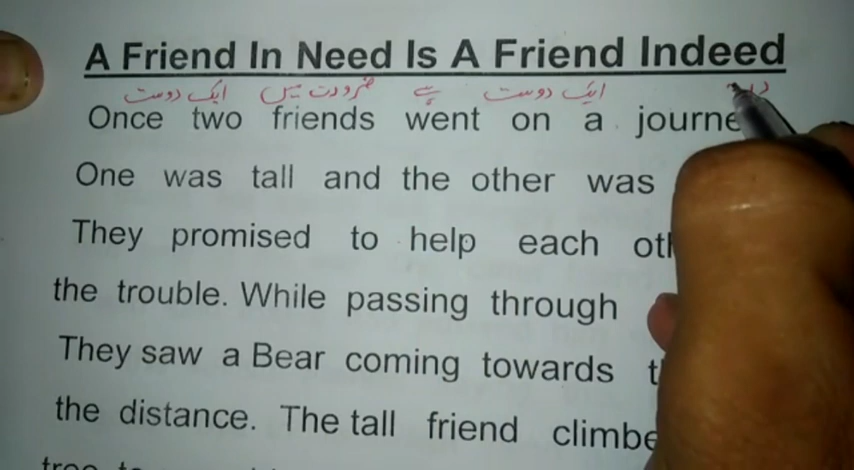 A Friend In Need Is A Friend Indeed
ایک دوست ضرورت میں ہے ایک دوست
Once two friends went on a journe
One was tall and the other was
They promised to help each oth
the trouble. While passing through
They saw a Bear coming towards t
the distance. The tall friend climbe